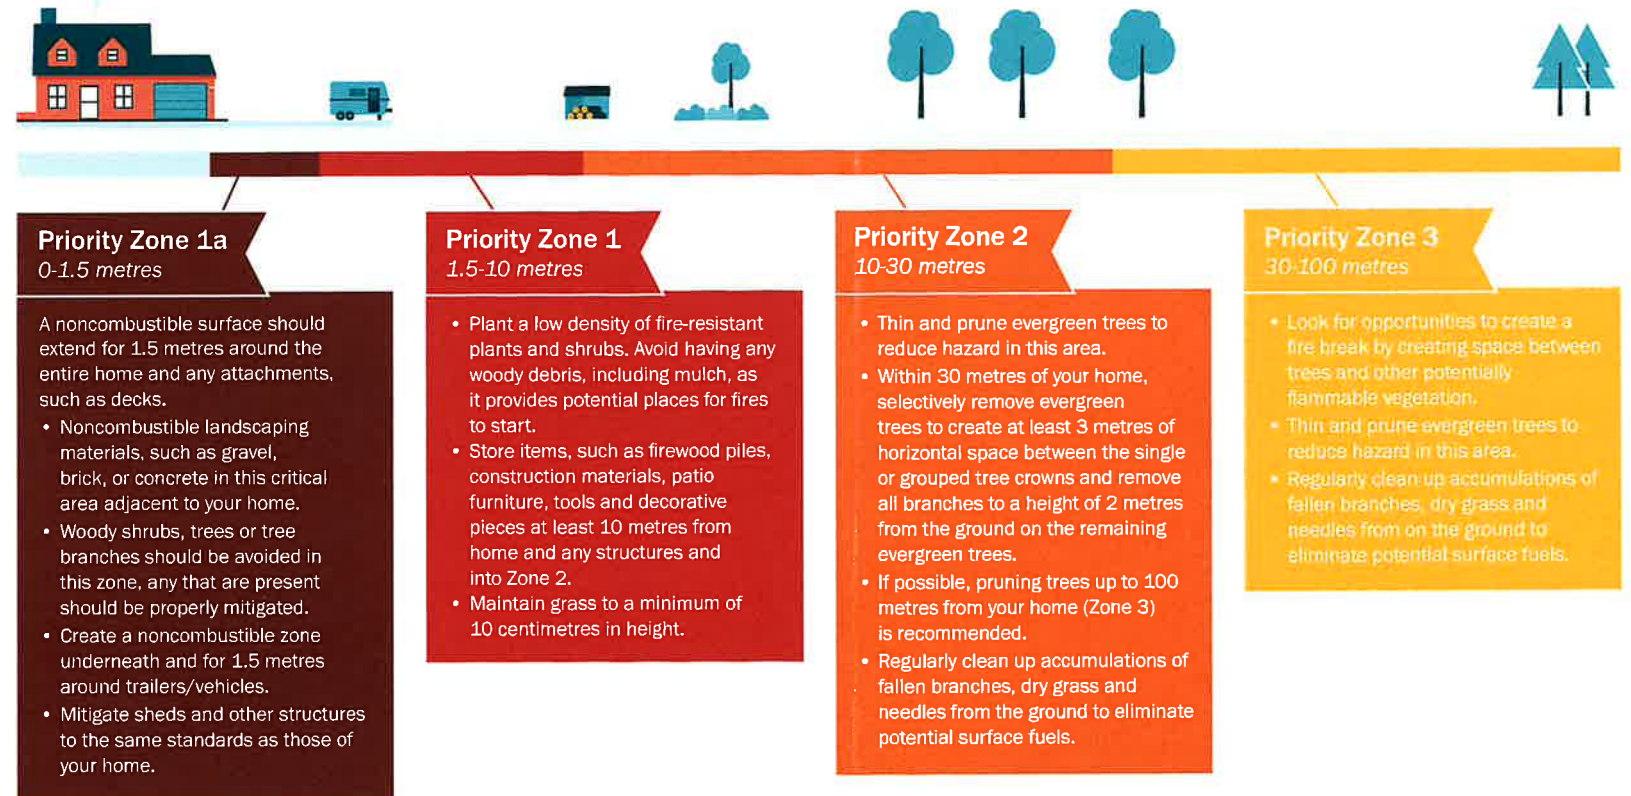 Priority Zone 1a
0-1.5 metres
A noncombustible surface should
extend for 1.5 metres around the
entire home and any attachments,
such as decks.
• Noncombustible landscaping
materials, such as gravel,
brick, or concrete in this critical
area adjacent to your home.
• Woody shrubs, trees or tree
branches should be avoided in
this zone, any that are present
should be properly mitigated.
• Create a noncombustible zone
underneath and for 1.5 metres
around trailers/vehicles.
• Mitigate sheds and other structures
to the same standards as those of
your home.
Priority Zone 1
1.5-10 metres
• Plant a low density of fire-resistant
plants and shrubs. Avoid having any
woody debris, including mulch, as
it provides potential places for fires
to start.
• Store items, such as firewood piles,
construction materials, patio
furniture, tools and decorative
pieces at least 10 metres from
home and any structures and
into Zone 2.
• Maintain grass to a minimum of
10 centimetres in height.
Priority Zone 2
10-30 metres
• Thin and prune evergreen trees to
reduce hazard in this area.
• Within 30 metres of your home,
selectively remove evergreen
trees to create at least 3 metres of
horizontal space between the single
or grouped tree crowns and remove
all branches to a height of 2 metres
from the ground on the remaining
evergreen trees.
• If possible, pruning trees up to 100
metres from your home (Zone 3)
is recommended.
• Regularly clean up accumulations of
fallen branches, dry grass and
needles from the ground to eliminate
potential surface fuels.
Priority Zone 3
30-100 metres
• Look for opportunities to create a
fire break by creating space between
trees and other potentially
flammable vegetation.
• Thin and prune evergreen trees to
reduce hazard in this area.
• Regularly clean up accumulations of
fallen branches, dry grass and
needles from on the ground to
eliminate potential surface fuels.